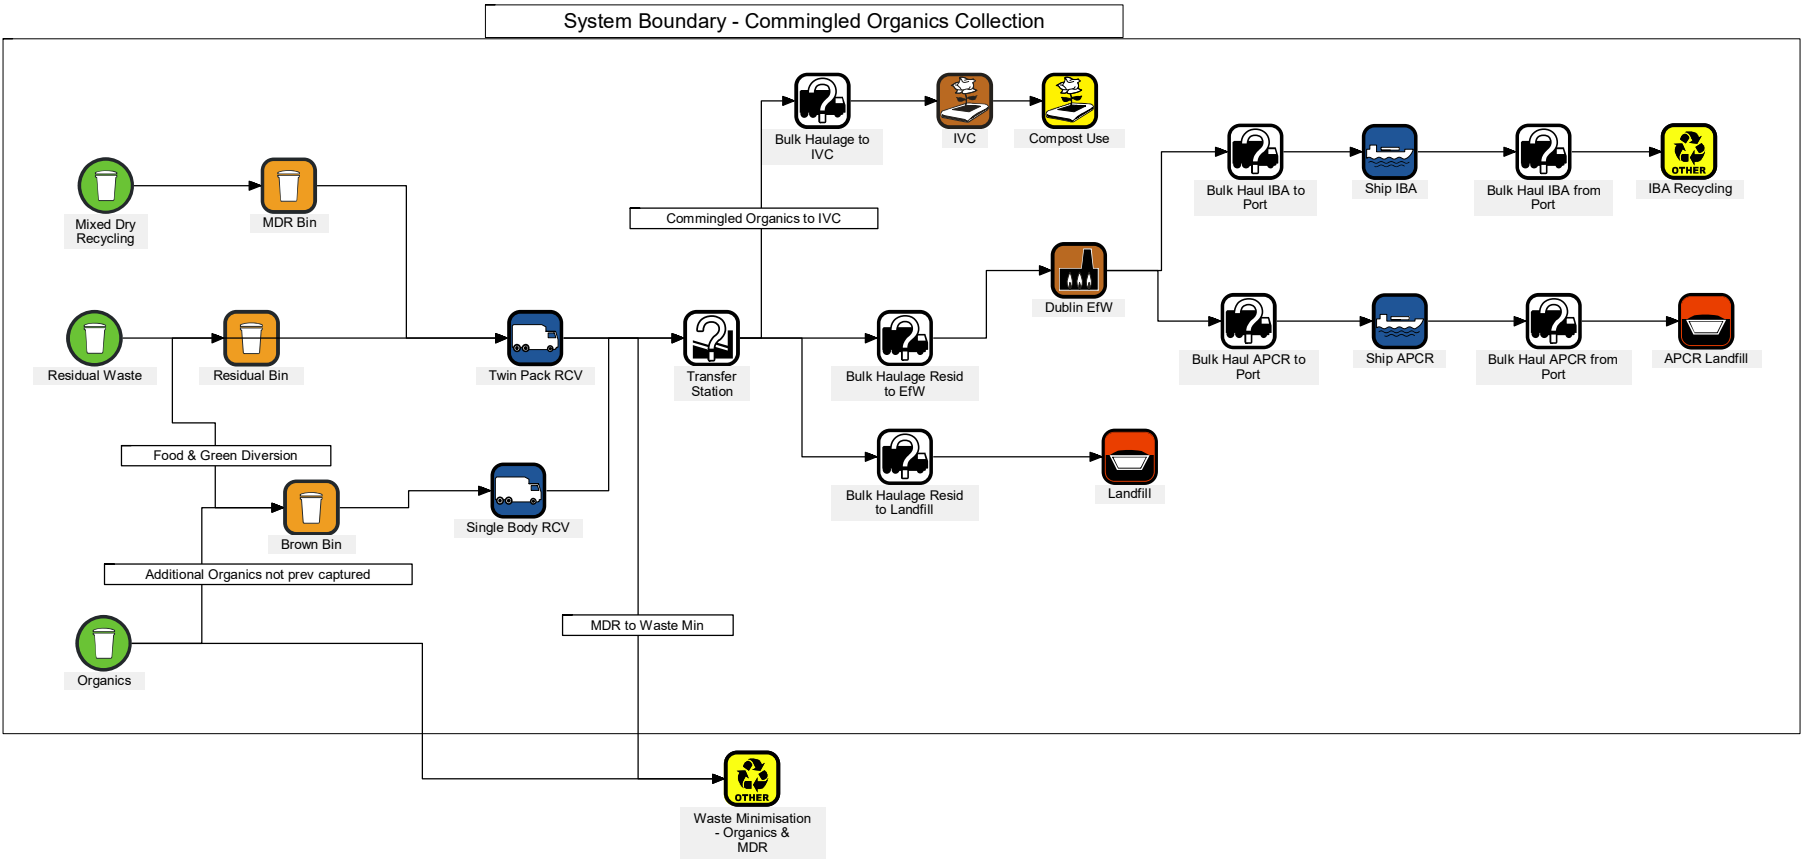 System Boundary - Commingled Organics Collection
Bulk Haulage to
IVC
IVC
Compost Use
Mixed Dry
Recycling
MDR Bin
Commingled Organics to IVC
Bulk Haul IBA to
Port
Ship IBA
Bulk Haul IBA from
Port
OTHER
IBA Recycling
Dublin EfW
Residual Waste
Residual Bin
Twin Pack RCV
Transfer
Station
Bulk Haulage Resid
to EfW
Bulk Haul APCR to
Port
Ship APCR
Bulk Haul APCR from
Port
APCR Landfill
Food & Green Diversion
Brown Bin
Single Body RCV
Bulk Haulage Resid
to Landfill
Landfill
Additional Organics not prev captured
Organics
MDR to Waste Min
OTHER
Waste Minimisation
- Organics &
MDR